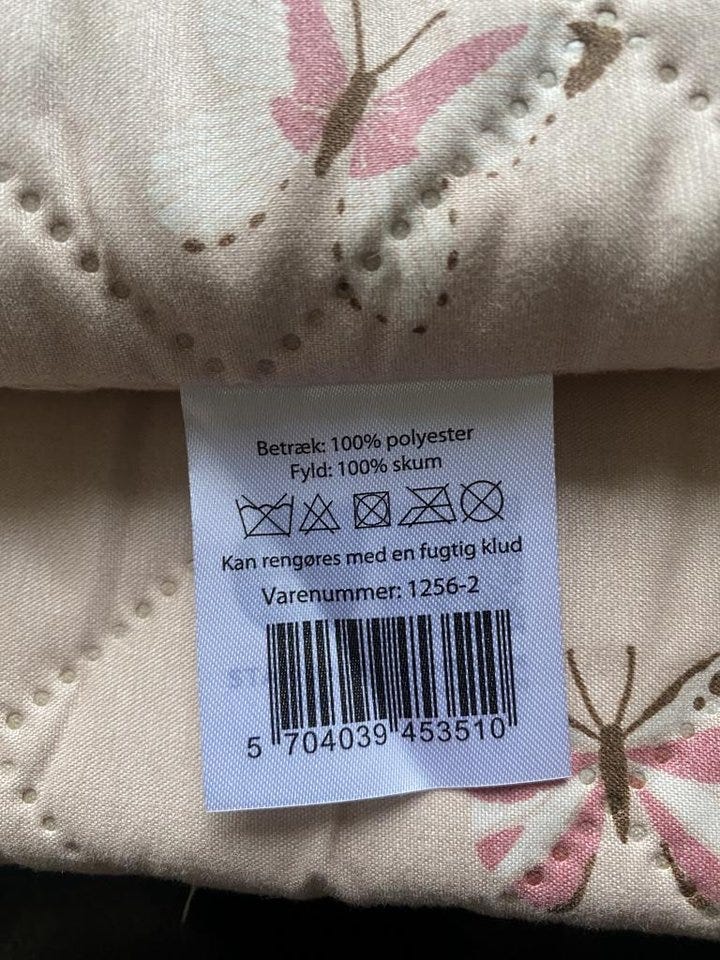 Betræk: 100% polyester
Fyld: 100% skum
Kan rengøres med en fugtig klud
Varenummer: 1256-2
5 704039 453510